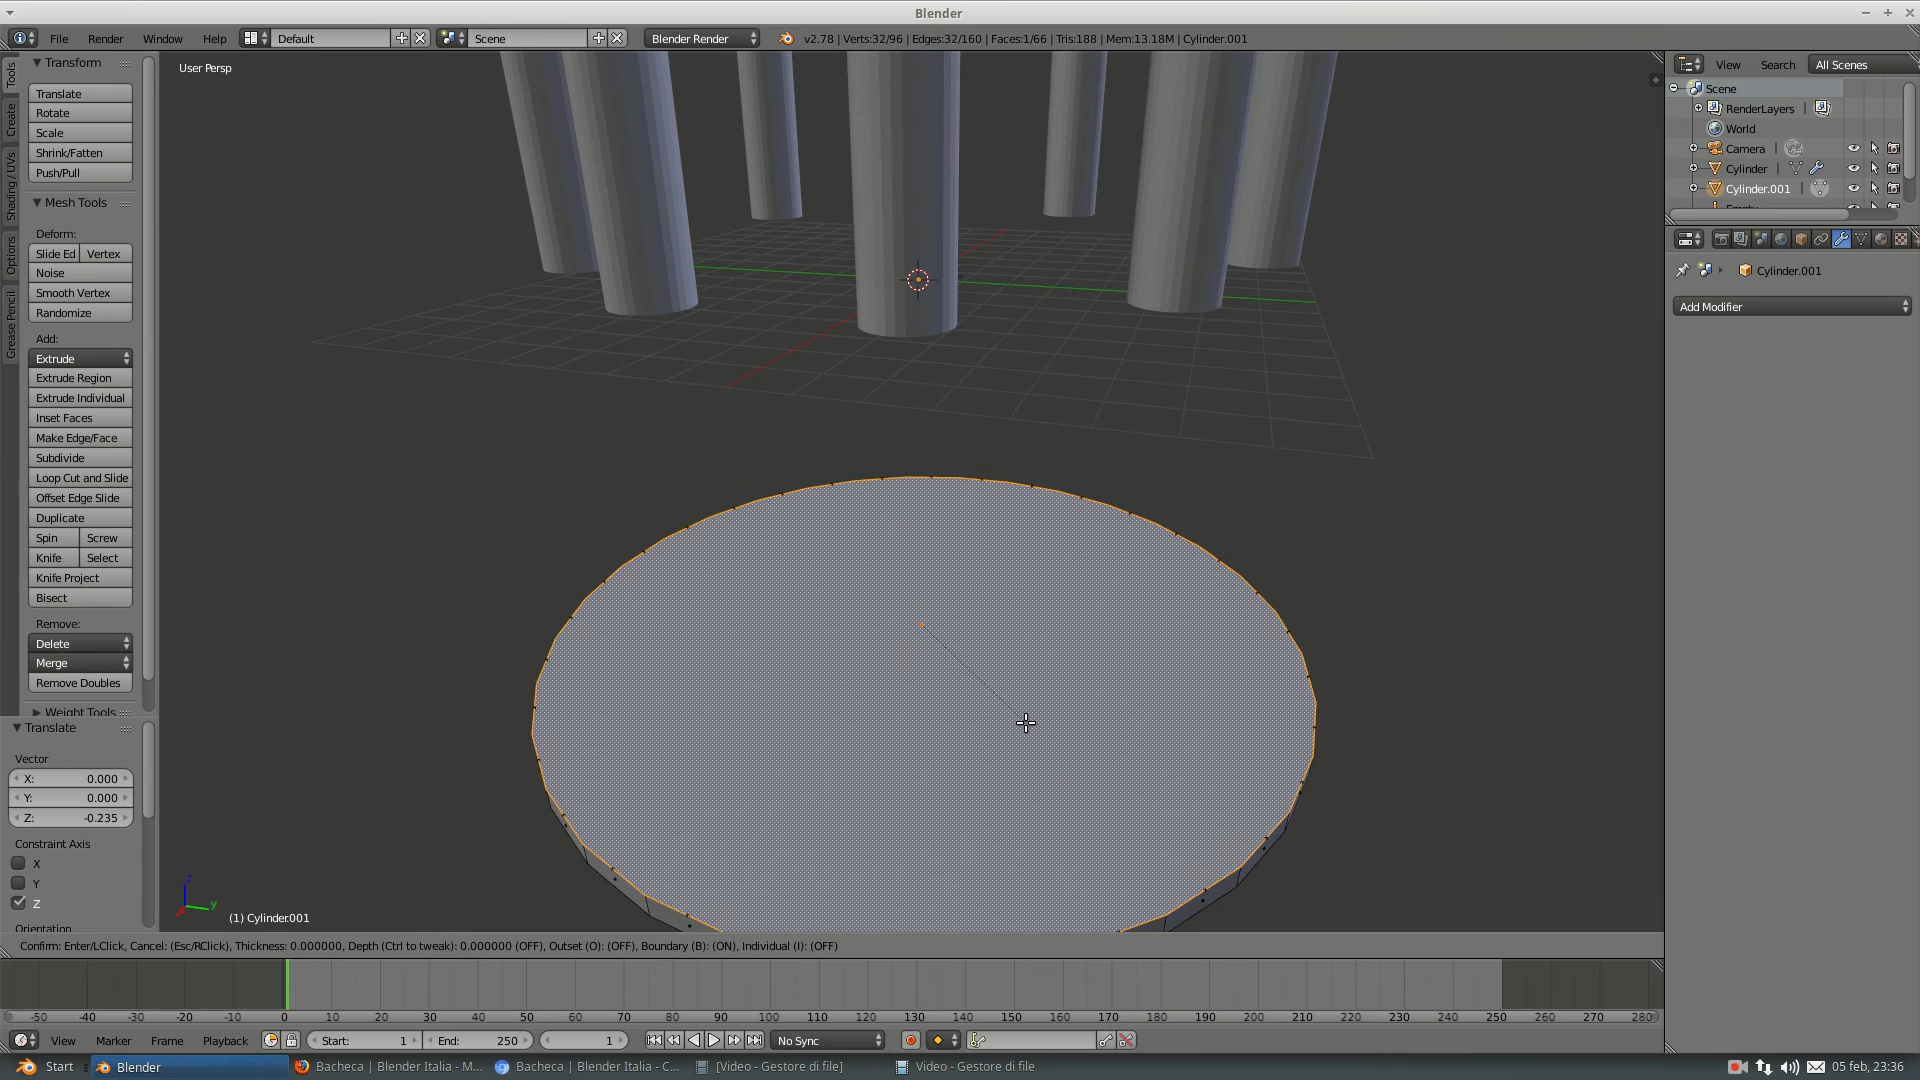 Blender
File Render Window Help Default Scene Blender Render v2.78 | Verts:32/96 | Edges:32/160 | Faces:1/66 | Tris:188 | Mem:13.18M | Cylinder.001
Tools
Create
Shading / UVs
Options
Grease Pencil
Transform
Translate
Rotate
Scale
Shrink/Fatten
Push/Pull
Mesh Tools
Deform:
Slide Ed Vertex
Noise
Smooth Vertex
Randomize
Add:
Extrude
Extrude Region
Extrude Individual
Inset Faces
Make Edge/Face
Subdivide
Loop Cut and Slide
Offset Edge Slide
Duplicate
Spin Screw
Knife Select
Knife Project
Bisect
Remove:
Delete
Merge
Remove Doubles
Weight Tools
Translate
Vector
X: 0.000
Y: 0.000
Z: -0.235
Constraint Axis
X
Y
Z
Orientation
User Persp
z
y
(1) Cylinder.001
View Search All Scenes
Scene
RenderLayers
World
Camera
Cylinder
Cylinder.001
Cylinder.001
Add Modifier
Confirm: Enter/LClick, Cancel: (Esc/RClick), Thickness: 0.000000, Depth (Ctrl to tweak): 0.000000 (OFF), Outset (O): (OFF), Boundary (B): (ON), Individual (I): (OFF)
-50 -40 -30 -20 -10 0 10 20 30 40 50 60 70 80 90 100 110 120 130 140 150 160 170 180 190 200 210 220 230 240 250 260 270 280
View Marker Frame Playback Start: 1 End: 250 1 No Sync
Start Blender Bacheca | Blender Italia - M... Bacheca | Blender Italia - C... [Video - Gestore di file] Video - Gestore di file 05 feb, 23:36